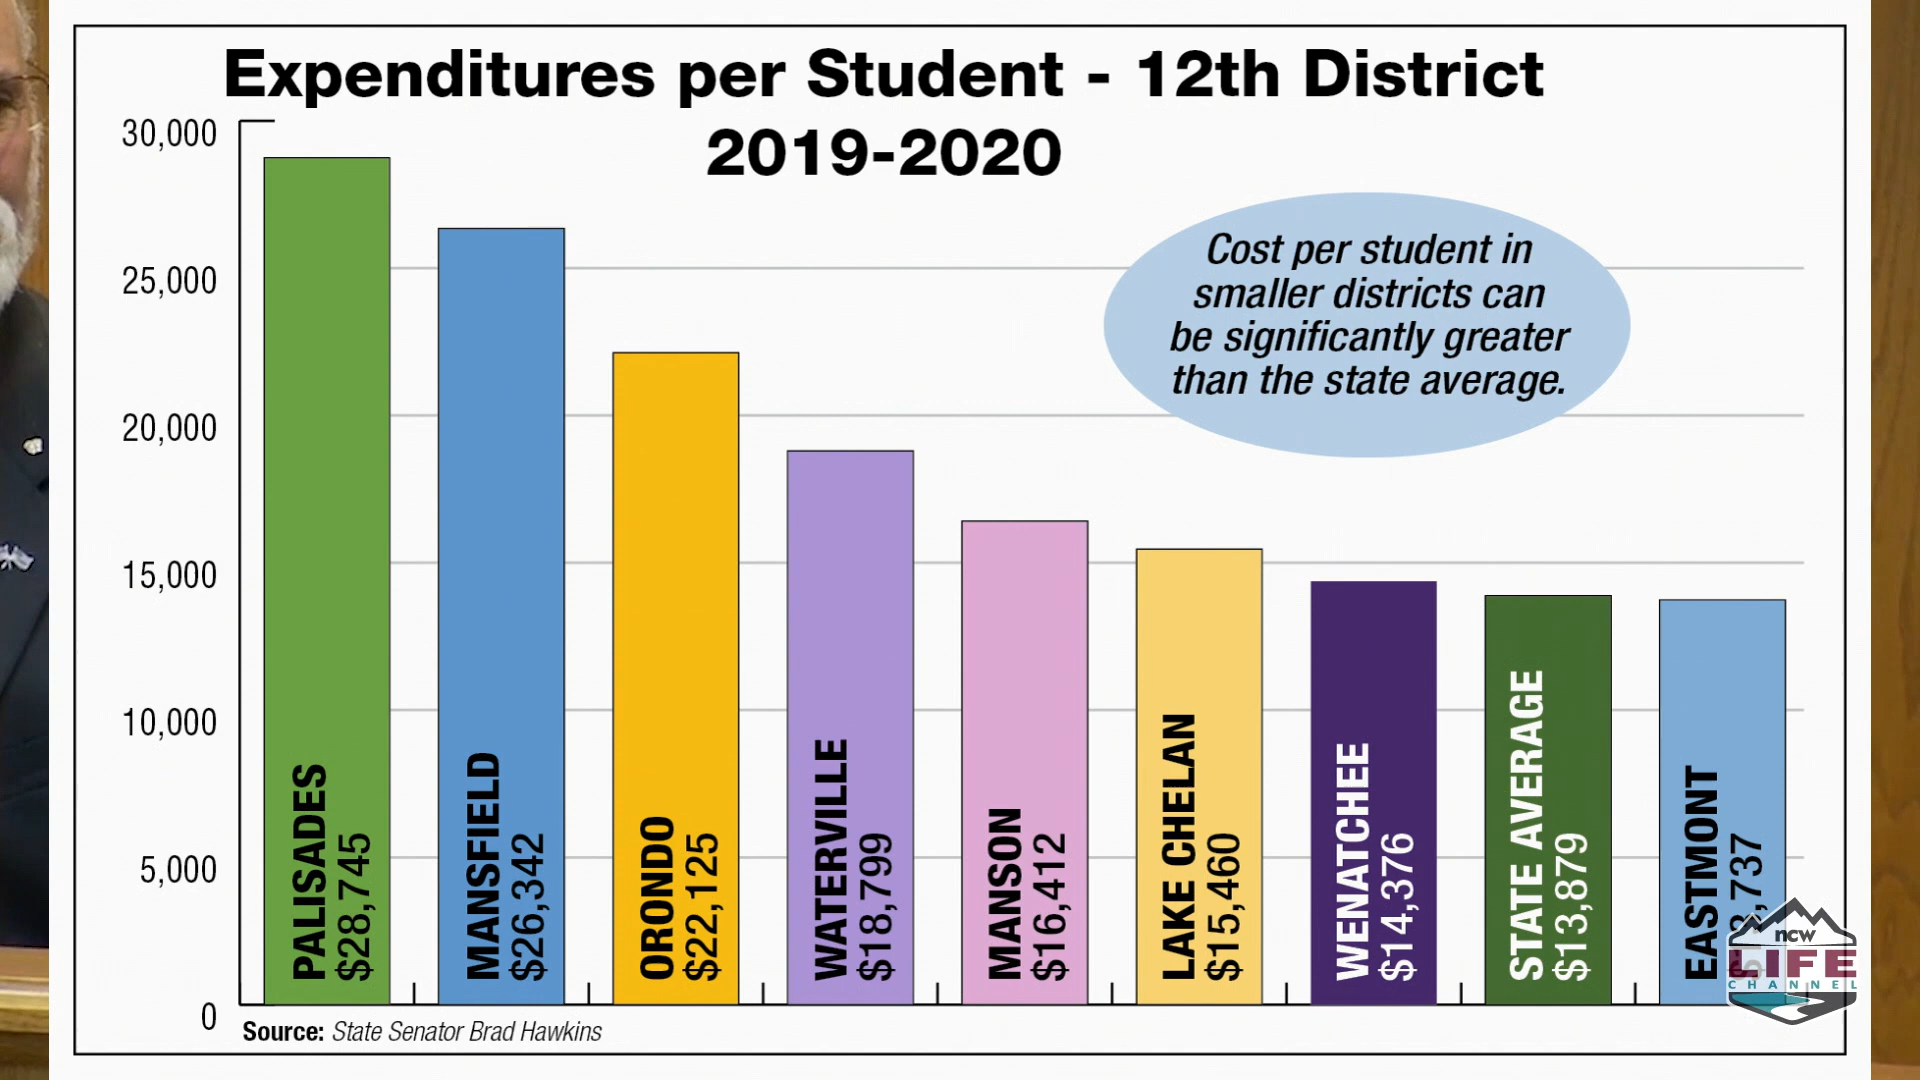 Expenditures per Student - 12th District
2019-2020
30,000
25,000
20,000
15,000
10,000
5,000
0
Cost per student in
smaller districts can
be significantly greater
than the state average.
PALISADES
$28,745
MANSFIELD
$26,342
ORONDO
$22,125
WATERVILLE
$18,799
MANSON
$16,412
LAKE CHELAN
$15,460
WENATCHEE
$14,376
STATE AVERAGE
$13,879
EASTMONT
Source: State Senator Brad Hawkins
ncw
LIFE
CHANNEL